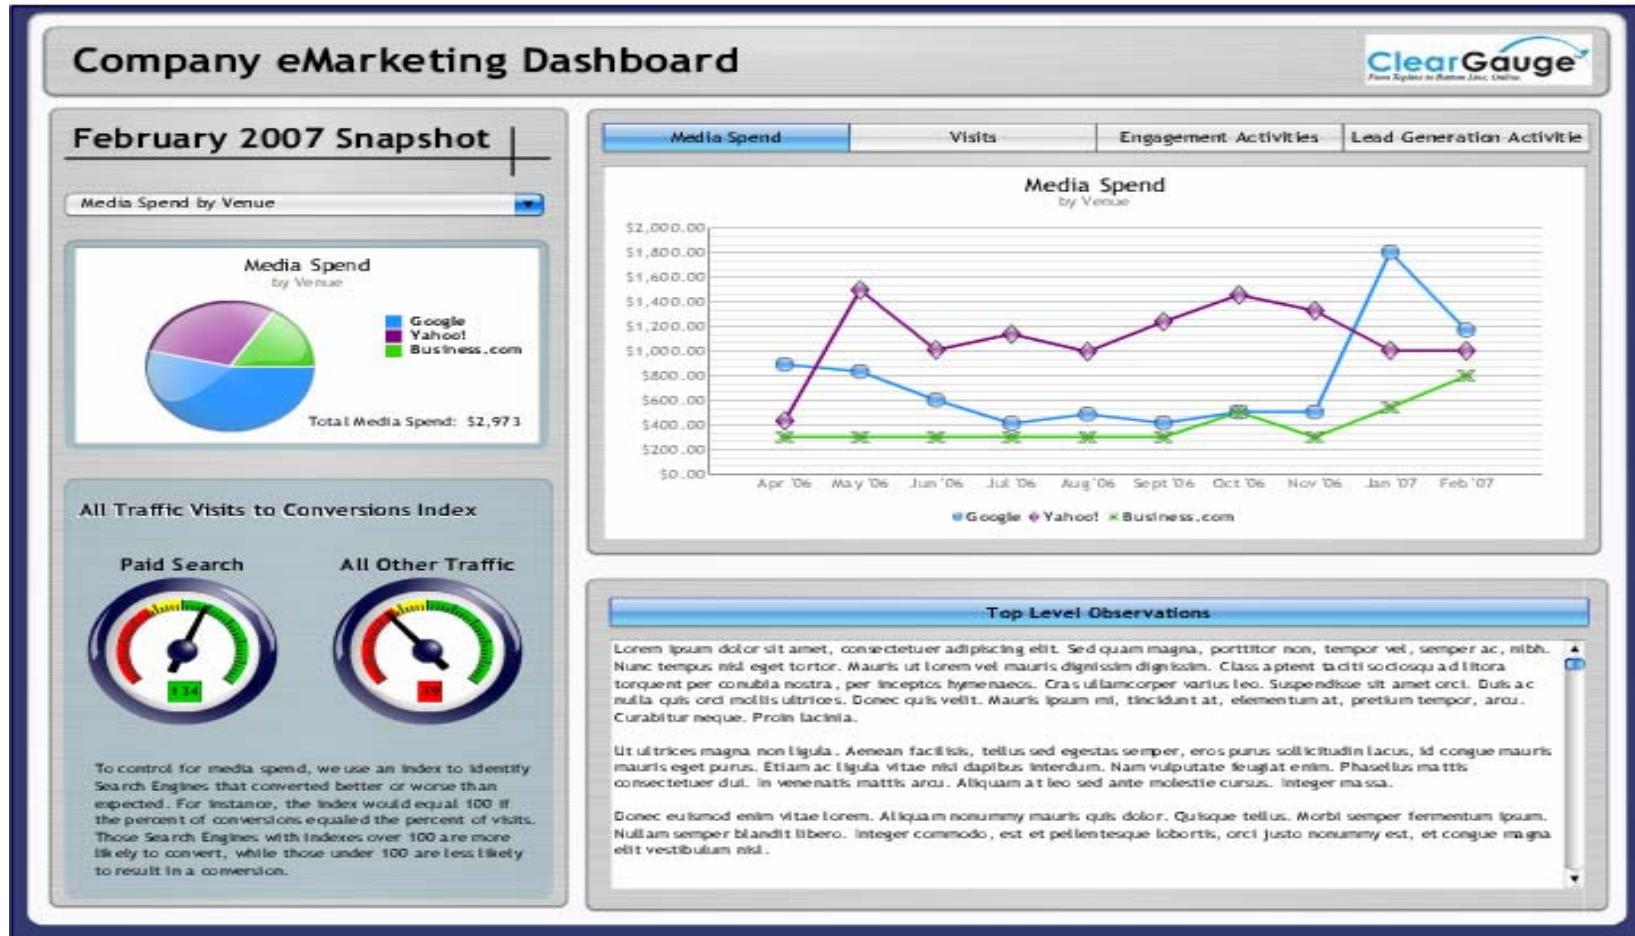 Company eMarketing Dashboard
ClearGauge
February 2007 Snapshot
Media Spend by Venue
Media Spend
by Venue
Google
Yahoo!
Business.com
Total Media Spend: $2,973
All Traffic Visits to Conversions Index
Paid Search
All Other Traffic
134
39
To control for media spend, we use an index to identify
Search Engines that converted better or worse than
expected. For instance, the index would equal 100 if
the percent of conversions equaled the percent of visits.
Those Search Engines with indexes over 100 are more
likely to convert, while those under 100 are less likely
to result in a conversion.
Media Spend
Visits
Engagement Activities
Lead Generation Activitie
Media Spend
by Venue
$2,000.00
$1,800.00
$1,600.00
$1,400.00
$1,200.00
$1,000.00
$800.00
$600.00
$400.00
$200.00
$0.00
Apr '06 May '06 Jun '06 Jul '06 Aug '06 Sept '06 Oct '06 Nov '06 Jan '07 Feb '07
Google Yahoo! Business.com
Top Level Observations
Lorem ipsum dolor sit amet, consectetuer adipiscing elit. Sed quam magna, porttitor non, tempor vel, semper ac, nibh.
Nunc tempus nisl eget tortor. Mauris ut lorem vel mauris dignissim dignissim. Class aptent taciti sociosqu ad litora
torquent per conubia nostra, per inceptos hymenaeos. Cras ullamcorper varius leo. Suspendisse sit amet orci. Duis ac
nulla quis orci mollis ultrices. Donec quis velit. Mauris ipsum mi, tincidunt at, elementum at, pretium tempor, arcu.
Curabitur neque. Proin lacinia.
Ut ultrices magna non ligula. Aenean facilisis, tellus sed egestas semper, eros purus sollicitudin lacus, id congue mauris
mauris eget purus. Etiam ac ligula vitae nisl dapibus interdum. Nam vulputate feugiat enim. Phasellus mattis
consectetuer dui. In venenatis mattis arcu. Aliquam at leo sed ante molestie cursus. Integer massa.
Donec euismod enim vitae lorem. Aliquam nonummy mauris quis dolor. Quisque tellus. Morbi semper fermentum ipsum.
Nullam semper blandit libero. Integer commodo, est et pellentesque lobortis, orci justo nonummy est, et congue magna
elit vestibulum nisl.